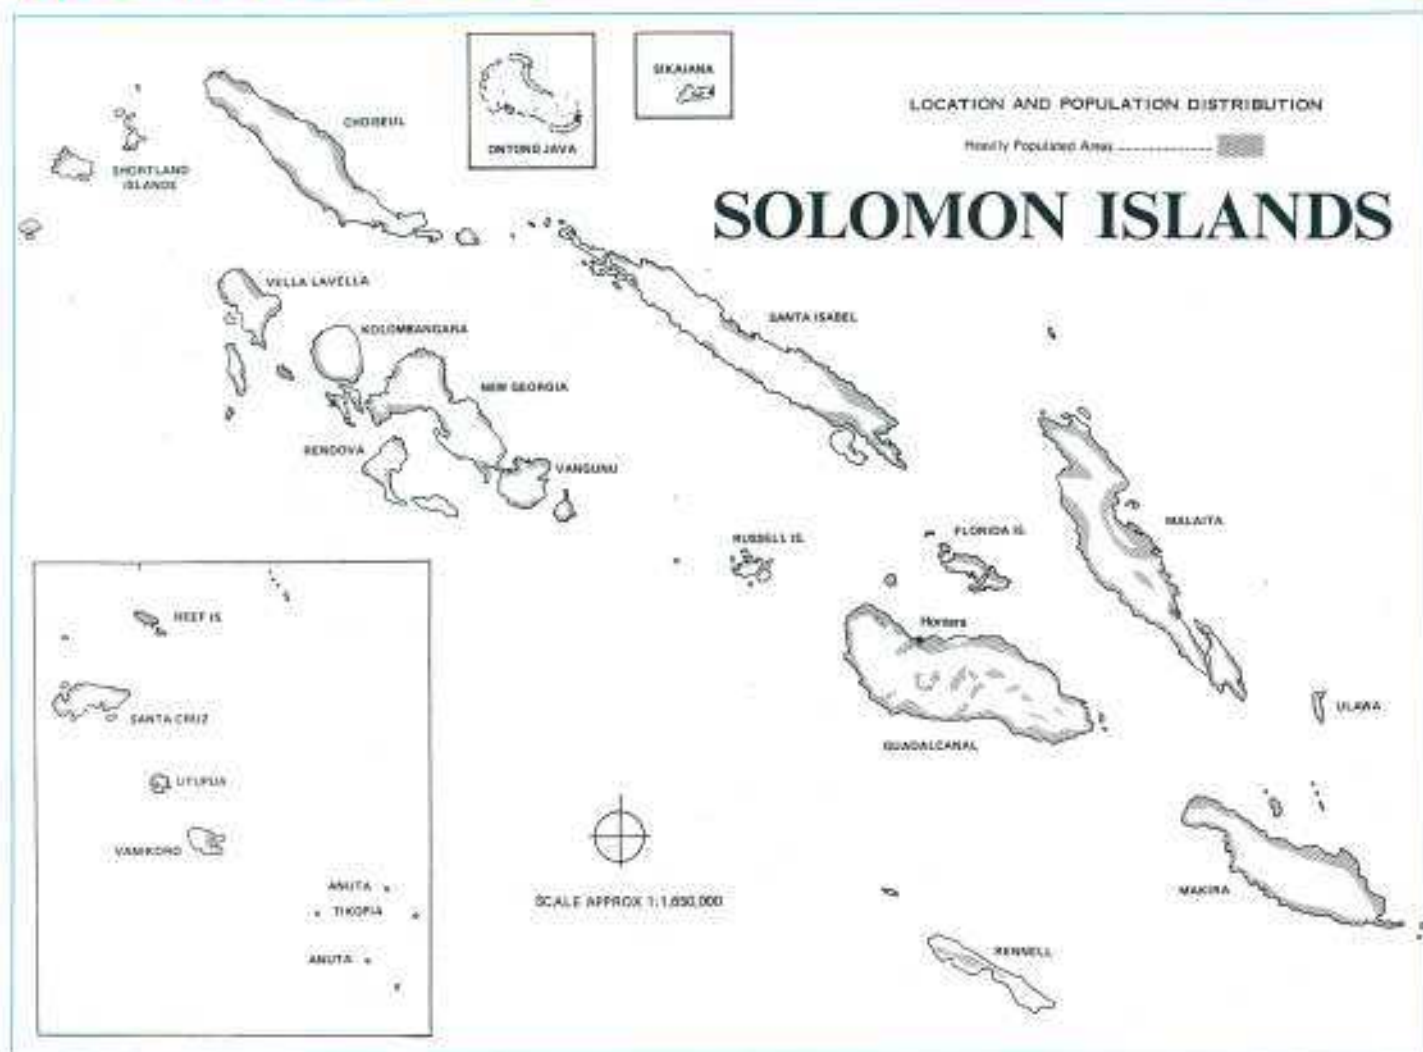 ONTONG JAVA
SIKAIANA
LOCATION AND POPULATION DISTRIBUTION
Heavily Populated Areas
SOLOMON ISLANDS
CHOISEUL
SHORTLAND
ISLANDS
VELLA LAVELLA
KOLOMBANGARA
NEW GEORGIA
RENDOVA
VANGUNU
SANTA ISABEL
RUSSELL IS.
FLORIDA IS.
MALAITA
Honiara
GUADALCANAL
ULAWA
MAKIRA
RENNELL
REEF IS
SANTA CRUZ
UTUPUA
VANIKORO
ANUTA
TIKOPIA
ANUTA
SCALE APPROX 1:1,650,000